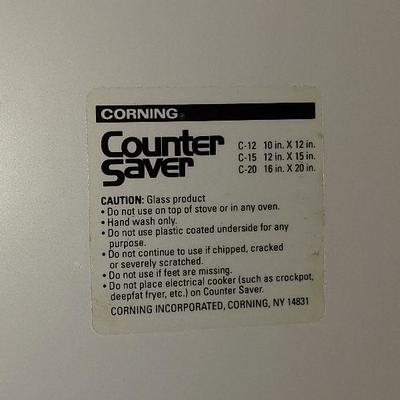 CORNING®
Counter C-12 10 in. X 12 in.
Saver C-15 12 in. X 15 in.
C-20 16 in. X 20 in.
CAUTION: Glass product
• Do not use on top of stove or in any oven.
• Hand wash only.
• Do not use plastic coated underside for any
purpose.
• Do not continue to use if chipped, cracked
or severely scratched.
• Do not use if feet are missing.
• Do not place electrical cooker (such as crockpot,
deepfat fryer, etc.) on Counter Saver.
CORNING INCORPORATED, CORNING, NY 14831